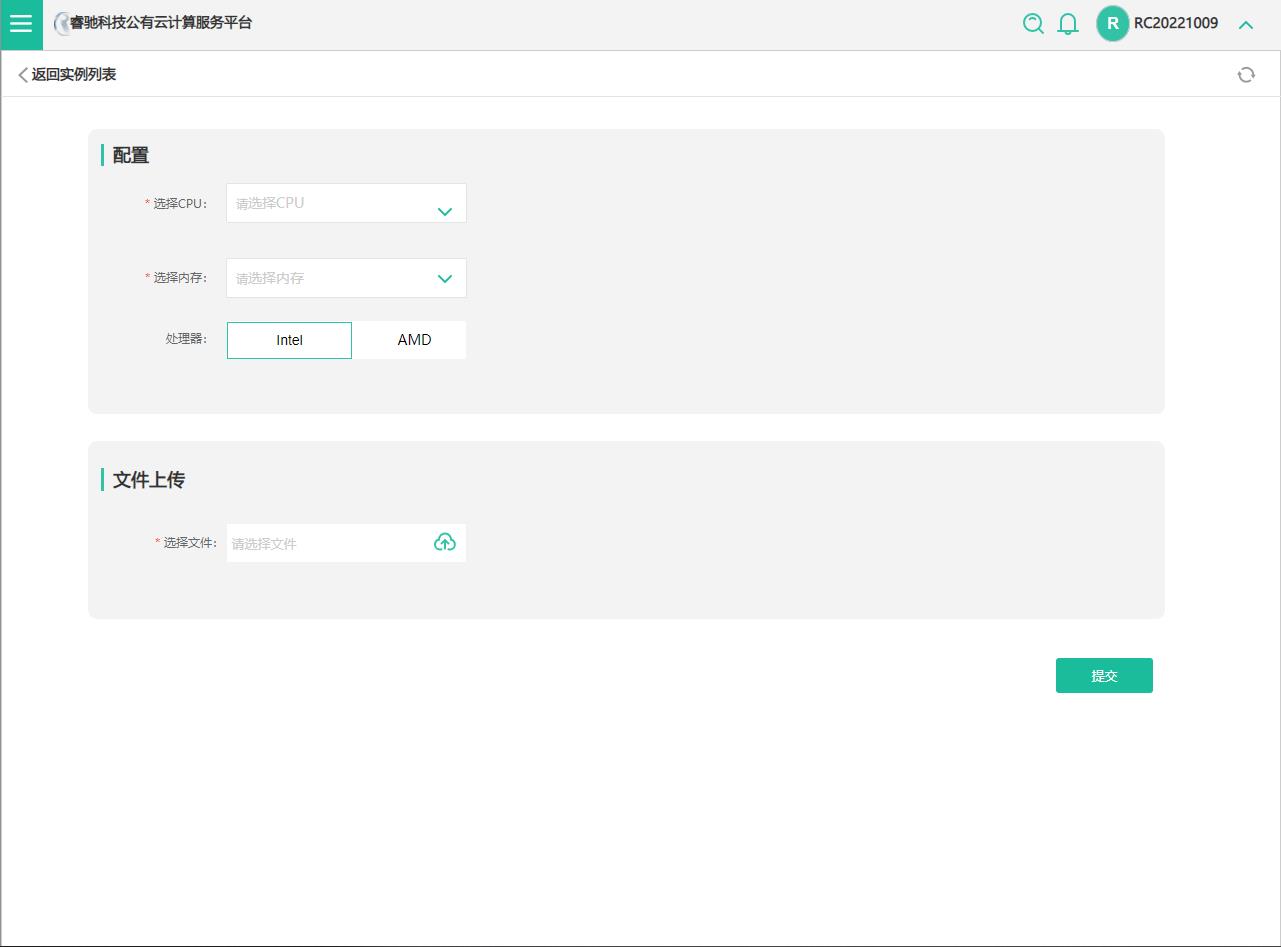 睿驰科技公有云计算服务平台
R RC20221009
返回实例列表
配置
* 选择CPU: 请选择CPU
* 选择内存: 请选择内存
处理器: Intel AMD
文件上传
* 选择文件: 请选择文件
提交